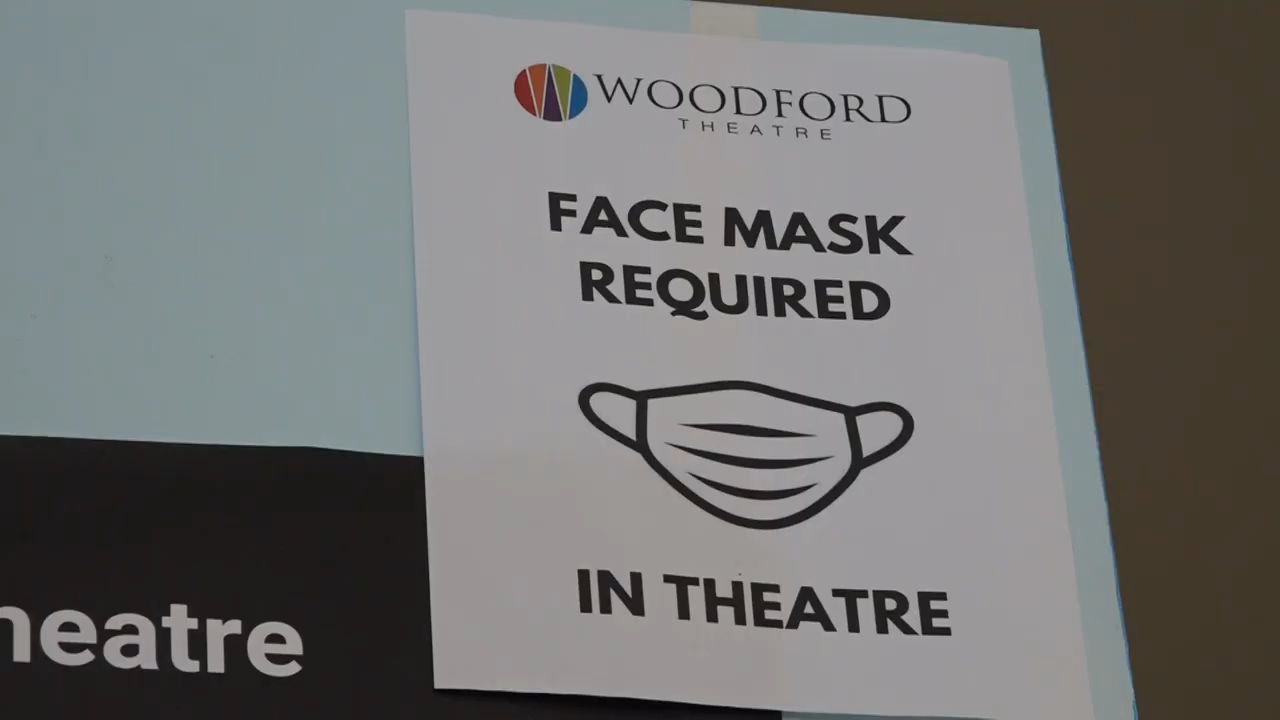 WOODFORD
THEATRE
FACE MASK
REQUIRED
IN THEATRE
heatre